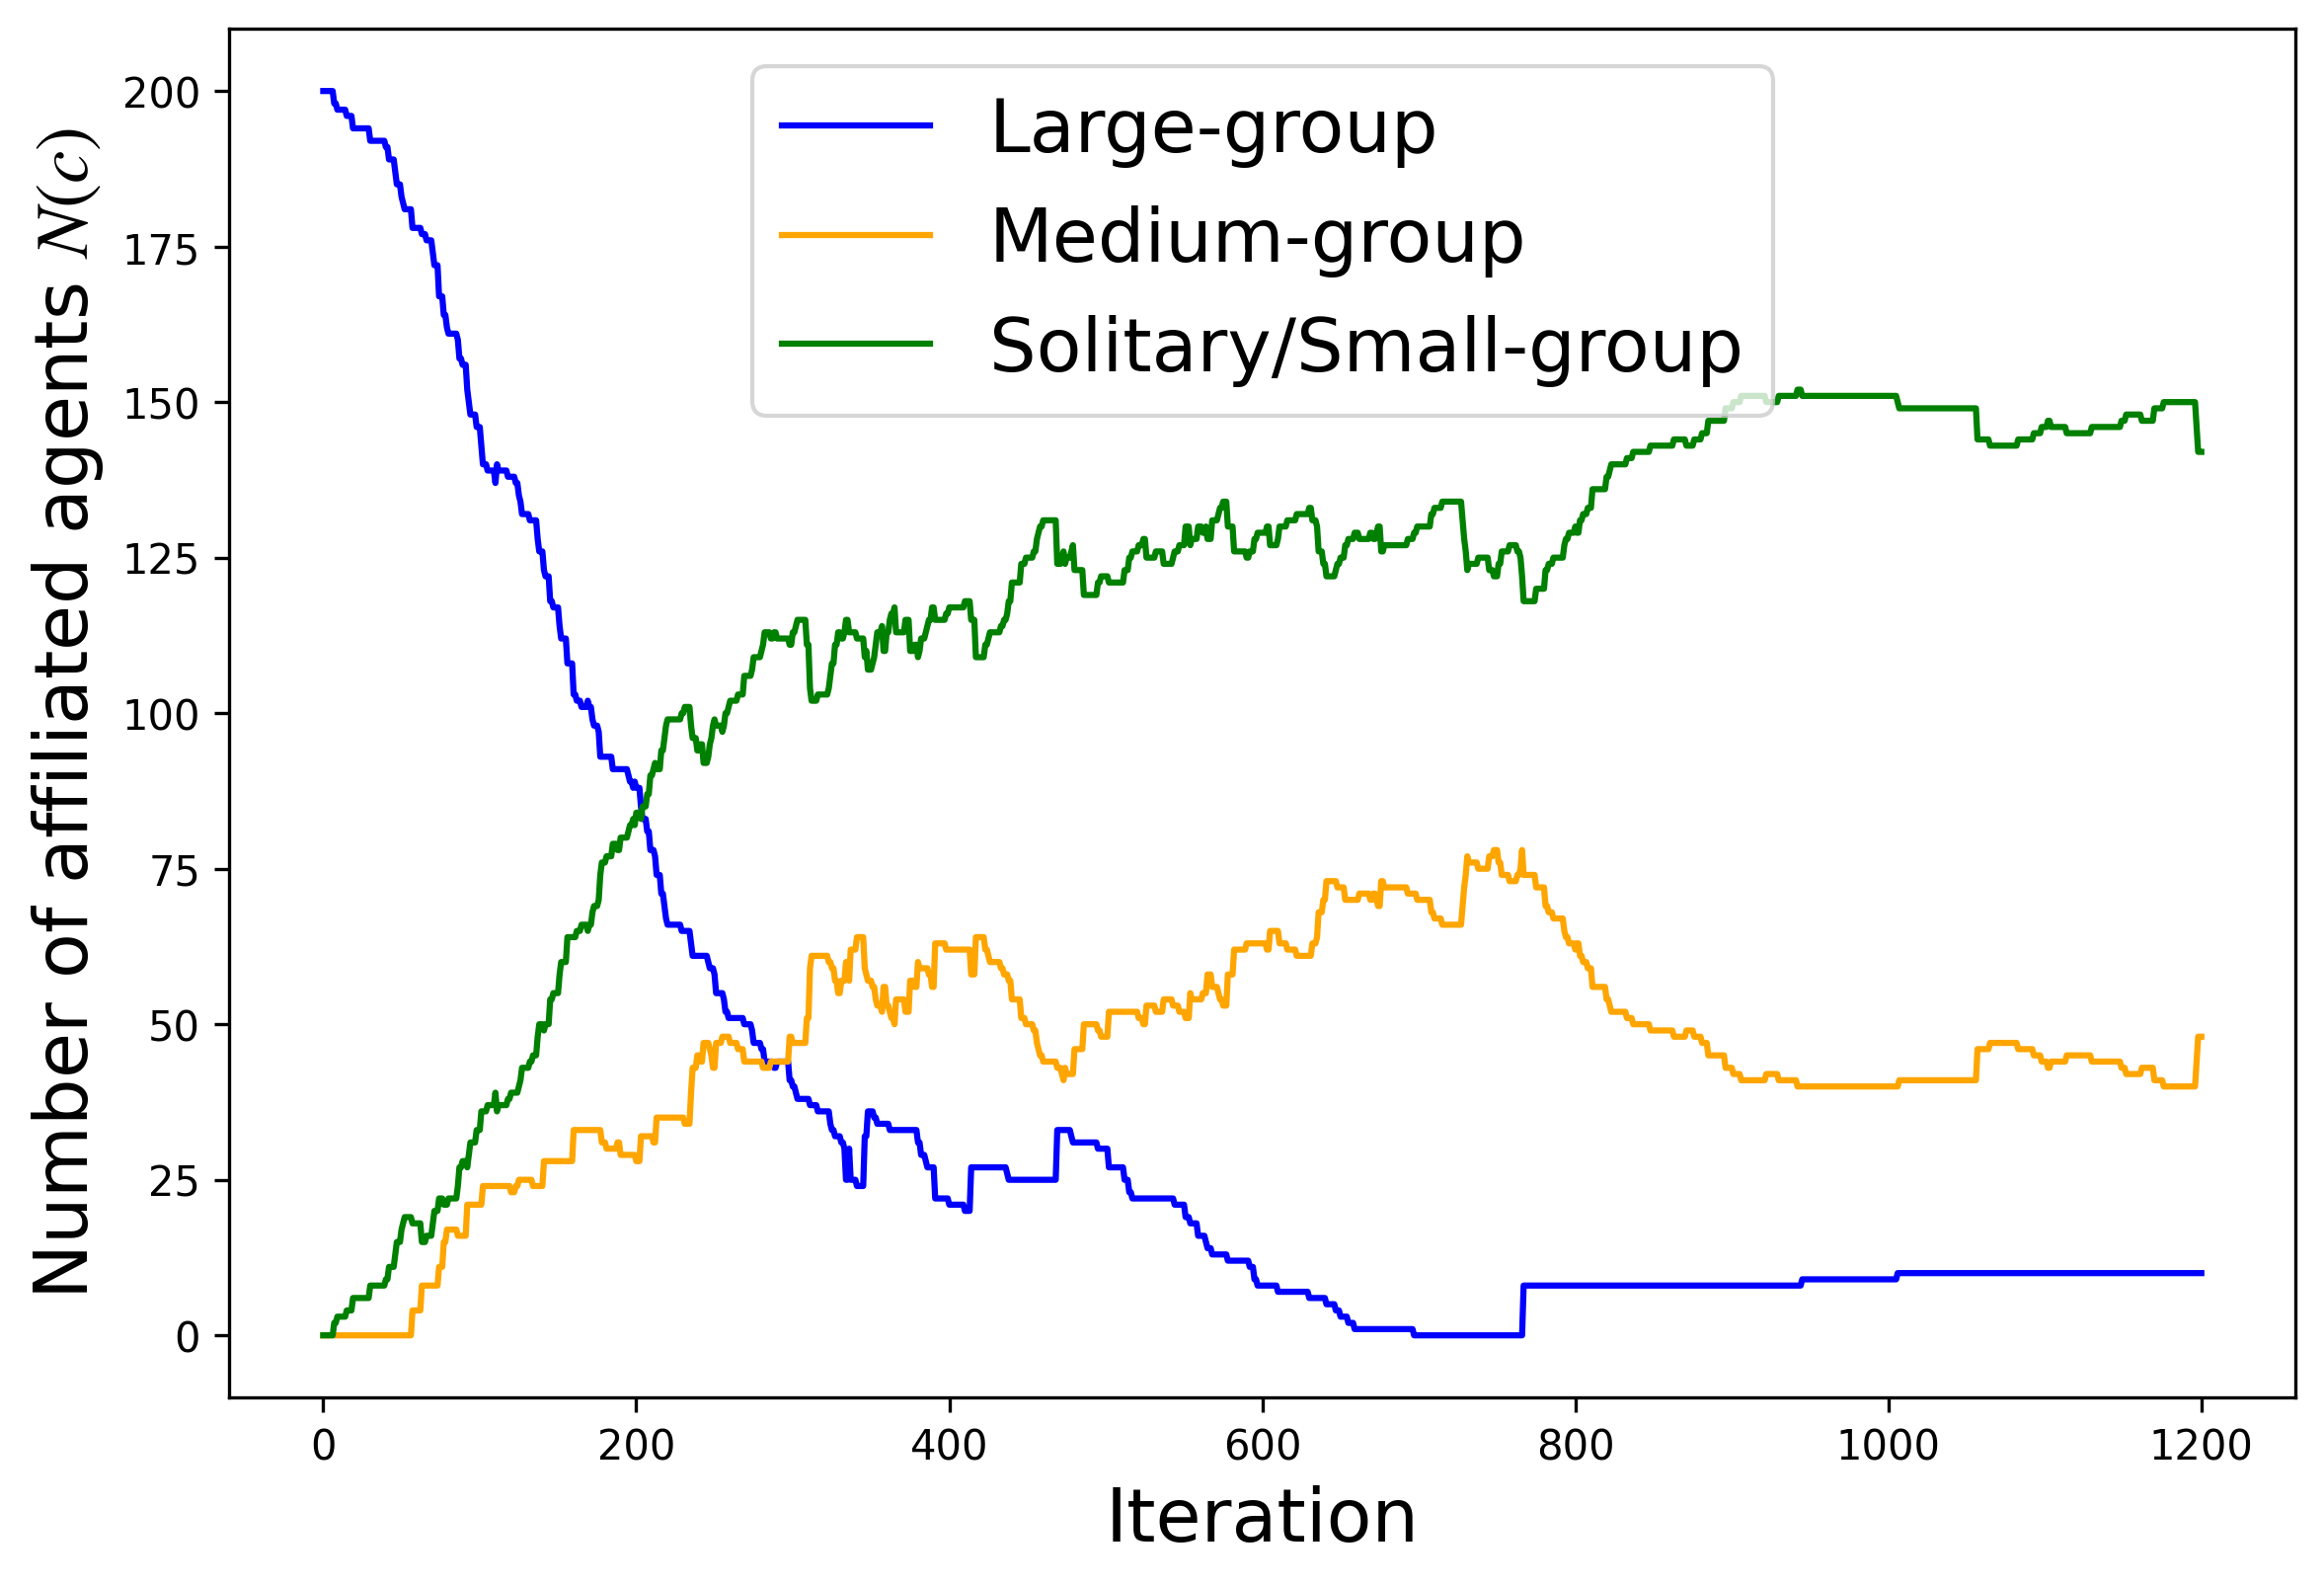 Number of affiliated agents N(c)
200
175
150
125
100
75
50
25
0
Large-group
Medium-group
Solitary/Small-group
0 200 400 600 800 1000 1200
Iteration